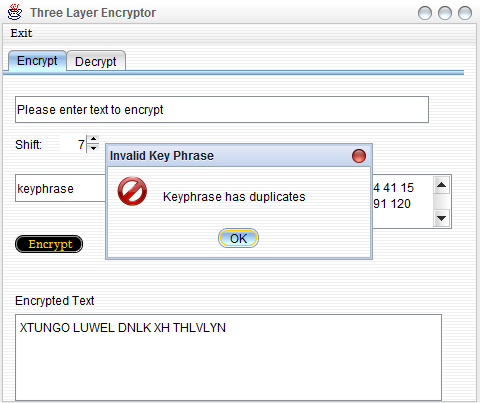 Three Layer Encryptor
Exit
Encrypt Decrypt
Please enter text to encrypt
Shift: 7
Invalid Key Phrase
keyphrase
Keyphrase has duplicates
4 41 15
91 120
OK
Encrypt
Encrypted Text
XTUNGO LUWEL DNLK XH THLVLYN